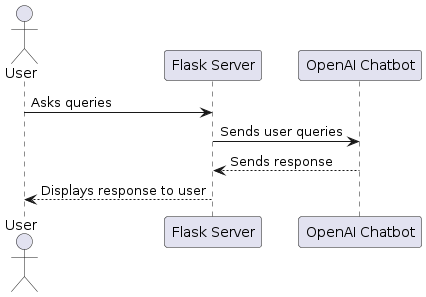 User
Flask Server
OpenAI Chatbot
Asks queries
Sends user queries
Sends response
Displays response to user
User
Flask Server
OpenAI Chatbot